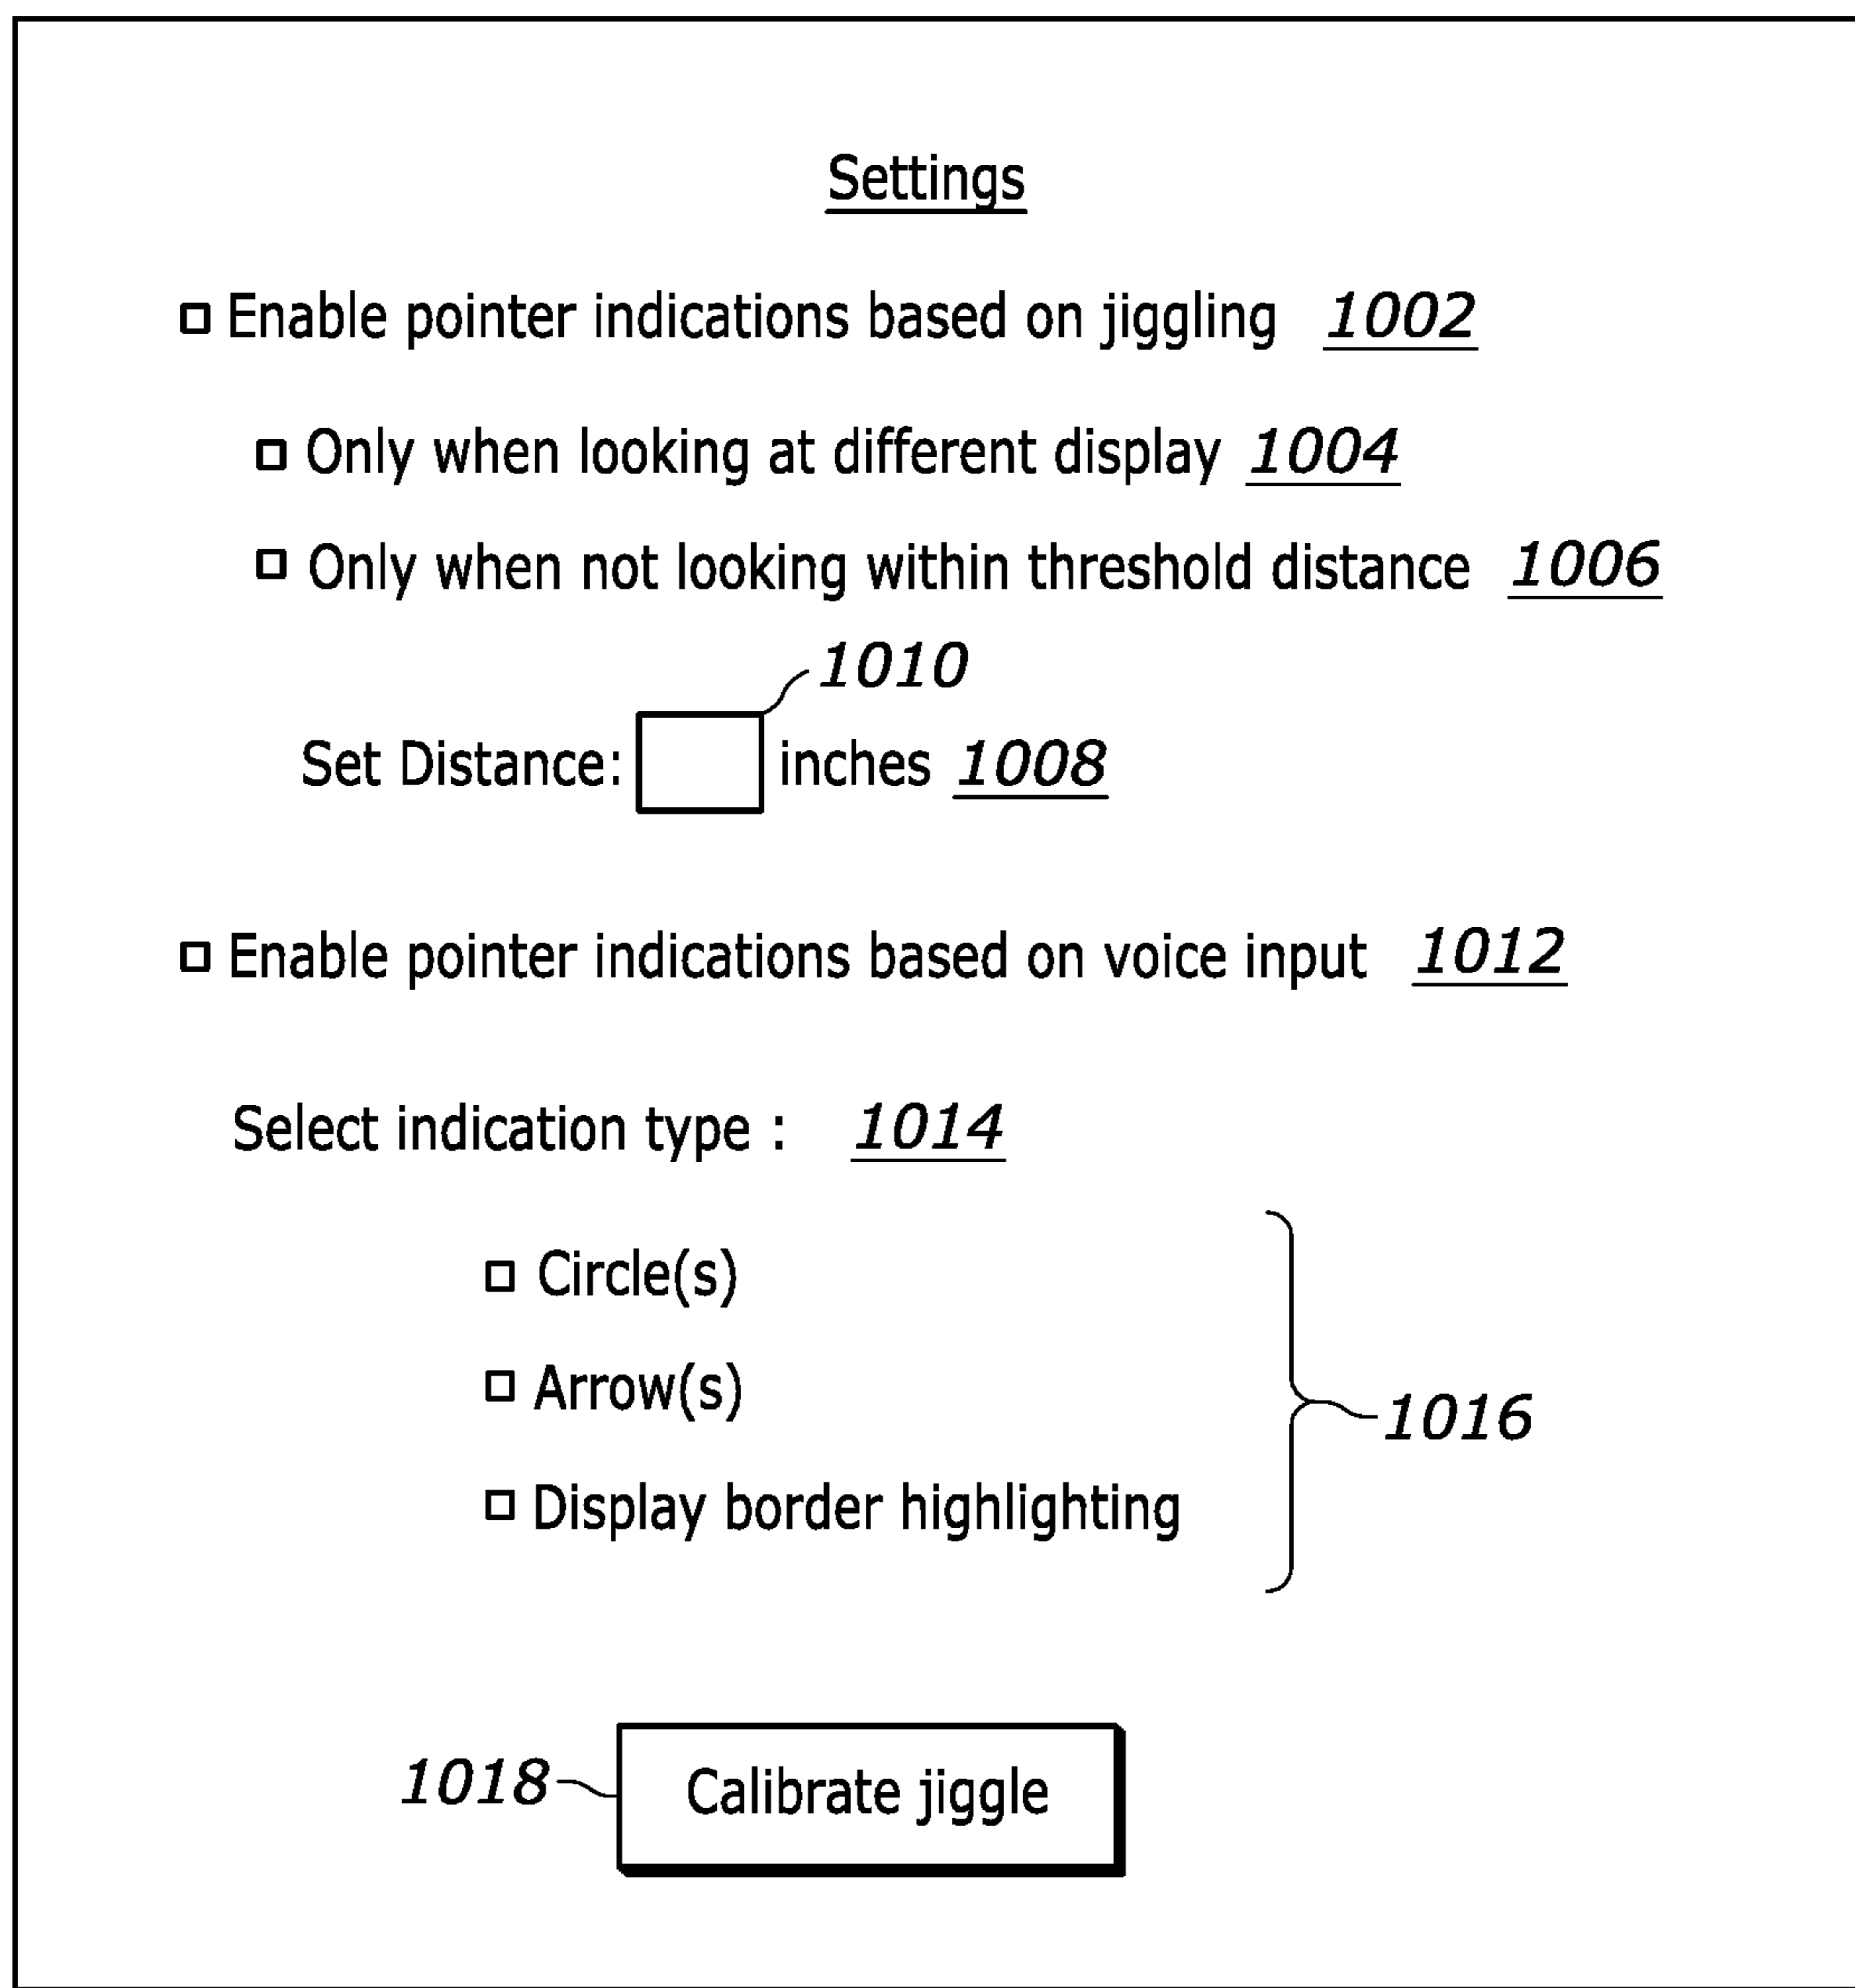 Settings
Enable pointer indications based on jiggling 1002
Only when looking at different display 1004
Only when not looking within threshold distance 1006
1010
Set Distance: inches 1008
Enable pointer indications based on voice input 1012
Select indication type : 1014
Circle(s)
Arrow(s)
1016
Display border highlighting
1018 Calibrate jiggle